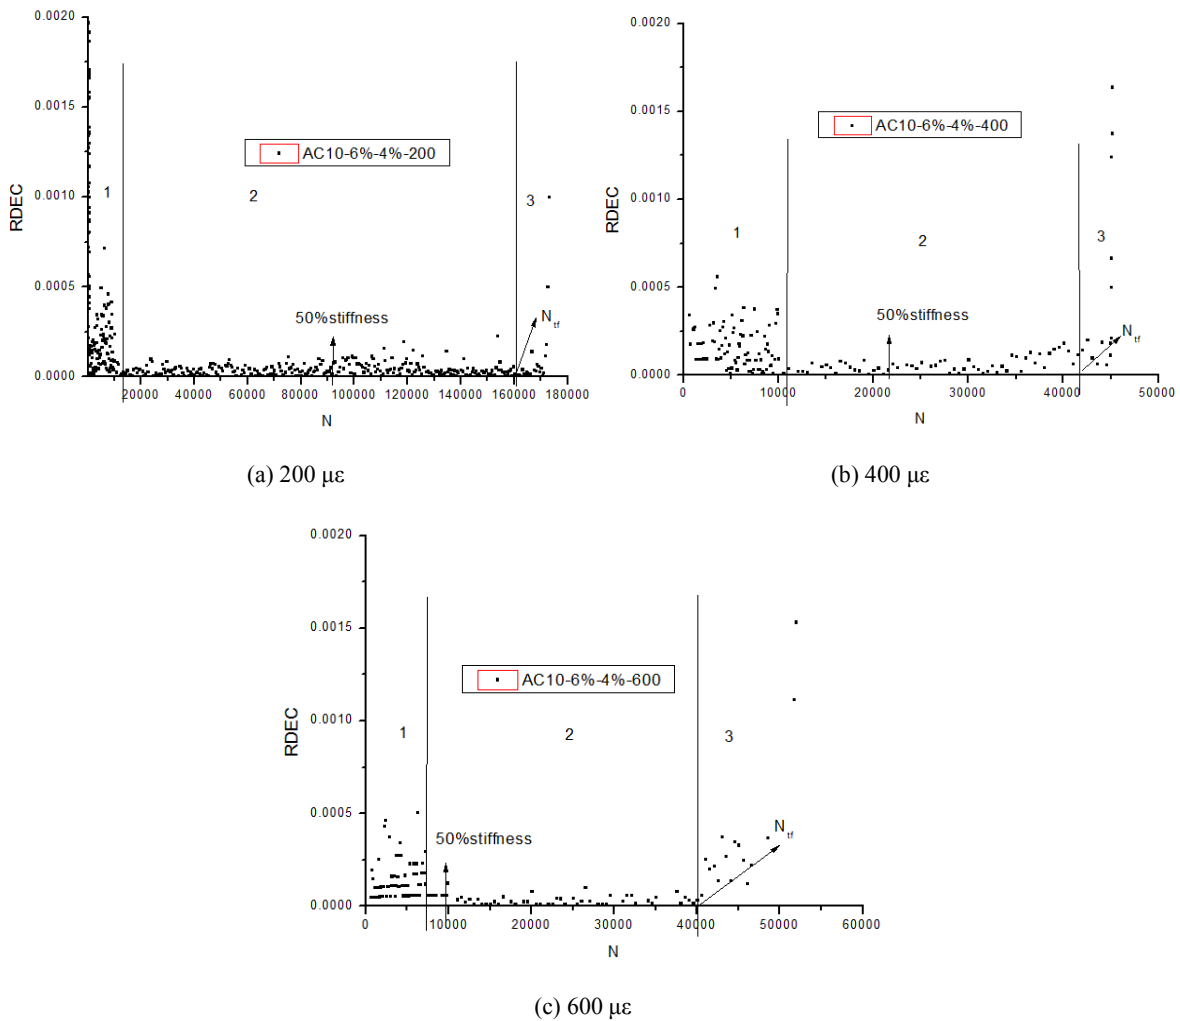 0.0020
0.0015
0.0010
0.0005
0.0000
RDEC
AC10-6%-4%-200
1
2
3
50%stiffness
N tf
20000 40000 60000 80000 100000 120000 140000 160000 180000
N
(a) 200 με
0.0020
0.0015
0.0010
0.0005
0.0000
RDEC
AC10-6%-4%-400
1
2
3
50%stiffness
N tf
0 10000 20000 30000 40000 50000
N
(b) 400 με
0.0020
0.0015
0.0010
0.0005
0.0000
RDEC
AC10-6%-4%-600
1
2
3
50%stiffness
N tf
0 10000 20000 30000 40000 50000 60000
N
(c) 600 με